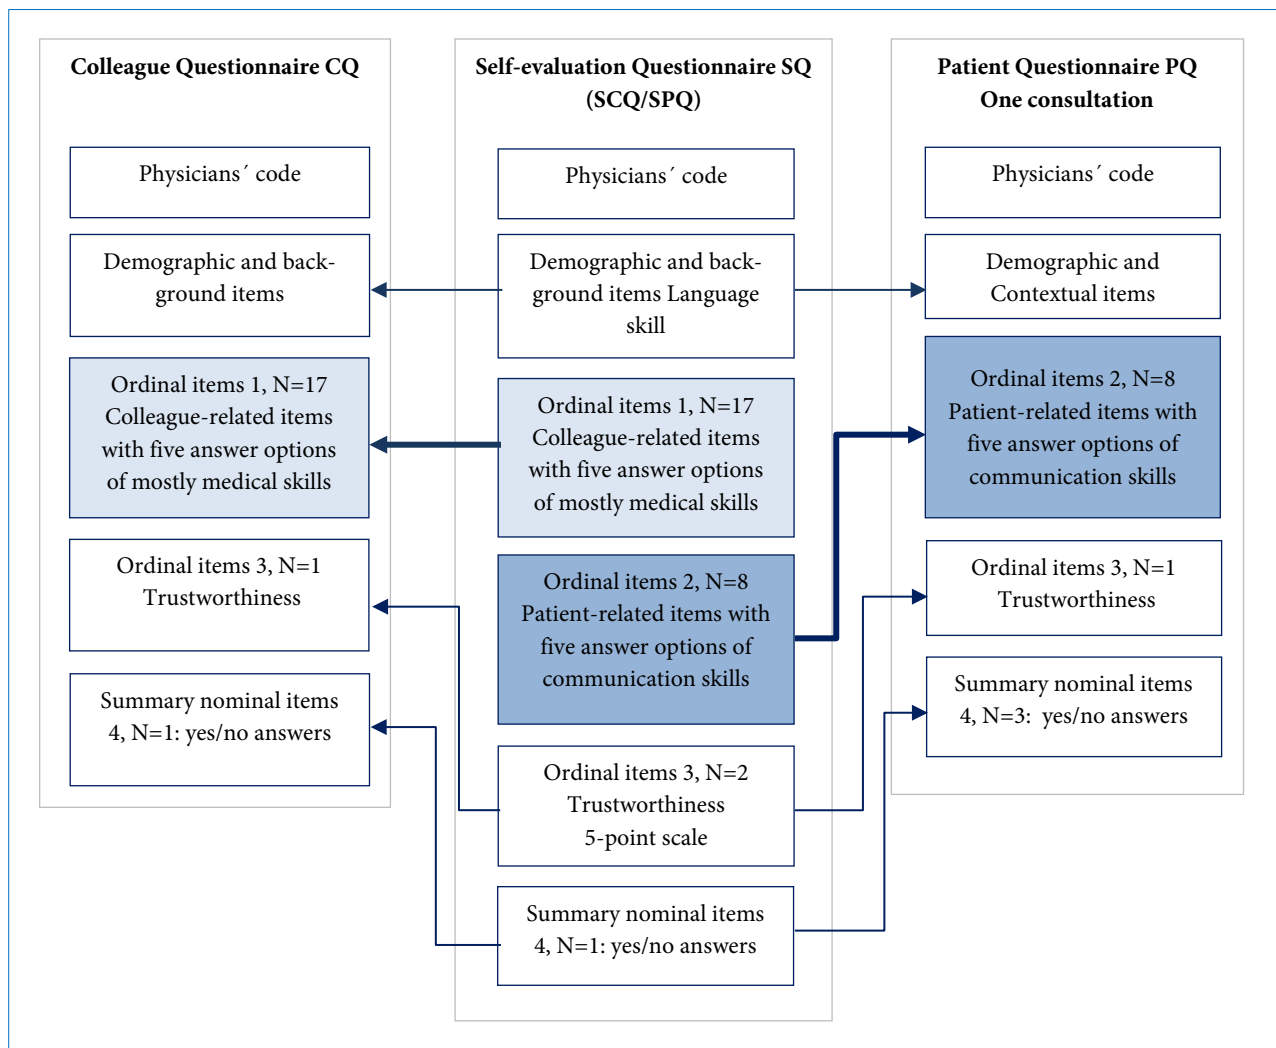 Colleague Questionnaire CQ
Physicians´ code
Demographic and back-
ground items
Ordinal items 1, N=17
Colleague-related items
with five answer options
of mostly medical skills
Ordinal items 3, N=1
Trustworthiness
Summary nominal items
4, N=1: yes/no answers
Self-evaluation Questionnaire SQ
(SCQ/SPQ)
Physicians´ code
Demographic and back-
ground items Language
skill
Ordinal items 1, N=17
Colleague-related items
with five answer options
of mostly medical skills
Ordinal items 2, N=8
Patient-related items with
five answer options of
communication skills
Ordinal items 3, N=2
Trustworthiness
5-point scale
Summary nominal items
4, N=1: yes/no answers
Patient Questionnaire PQ
One consultation
Physicians´ code
Demographic and
Contextual items
Ordinal items 2, N=8
Patient-related items with
five answer options of
communication skills
Ordinal items 3, N=1
Trustworthiness
Summary nominal items
4, N=3:  yes/no answers